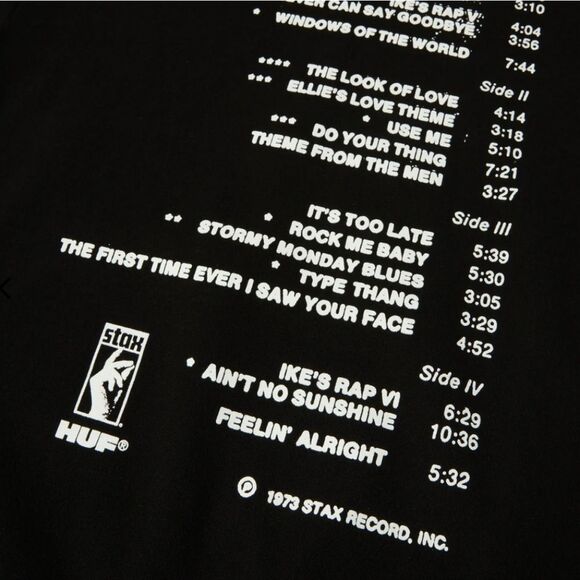 IKE'S RAP V 3:10
NEVER CAN SAY GOODBYE 4:04
* WINDOWS OF THE WORLD 3:56
7:44
Side II
**** THE LOOK OF LOVE 4:14
*** ELLIE'S LOVE THEME 3:18
* USE ME 5:10
*** DO YOUR THING 7:21
THEME FROM THE MEN 3:27
Side III
* IT'S TOO LATE 5:39
ROCK ME BABY 5:30
** STORMY MONDAY BLUES 3:05
* TYPE THANG 3:29
THE FIRST TIME EVER I SAW YOUR FACE 4:52
Side IV
IKE'S RAP VI 6:29
* AIN'T NO SUNSHINE 10:36
FEELIN' ALRIGHT 5:32
stax
HUF®
Ⓟ 1973 STAX RECORD, INC.